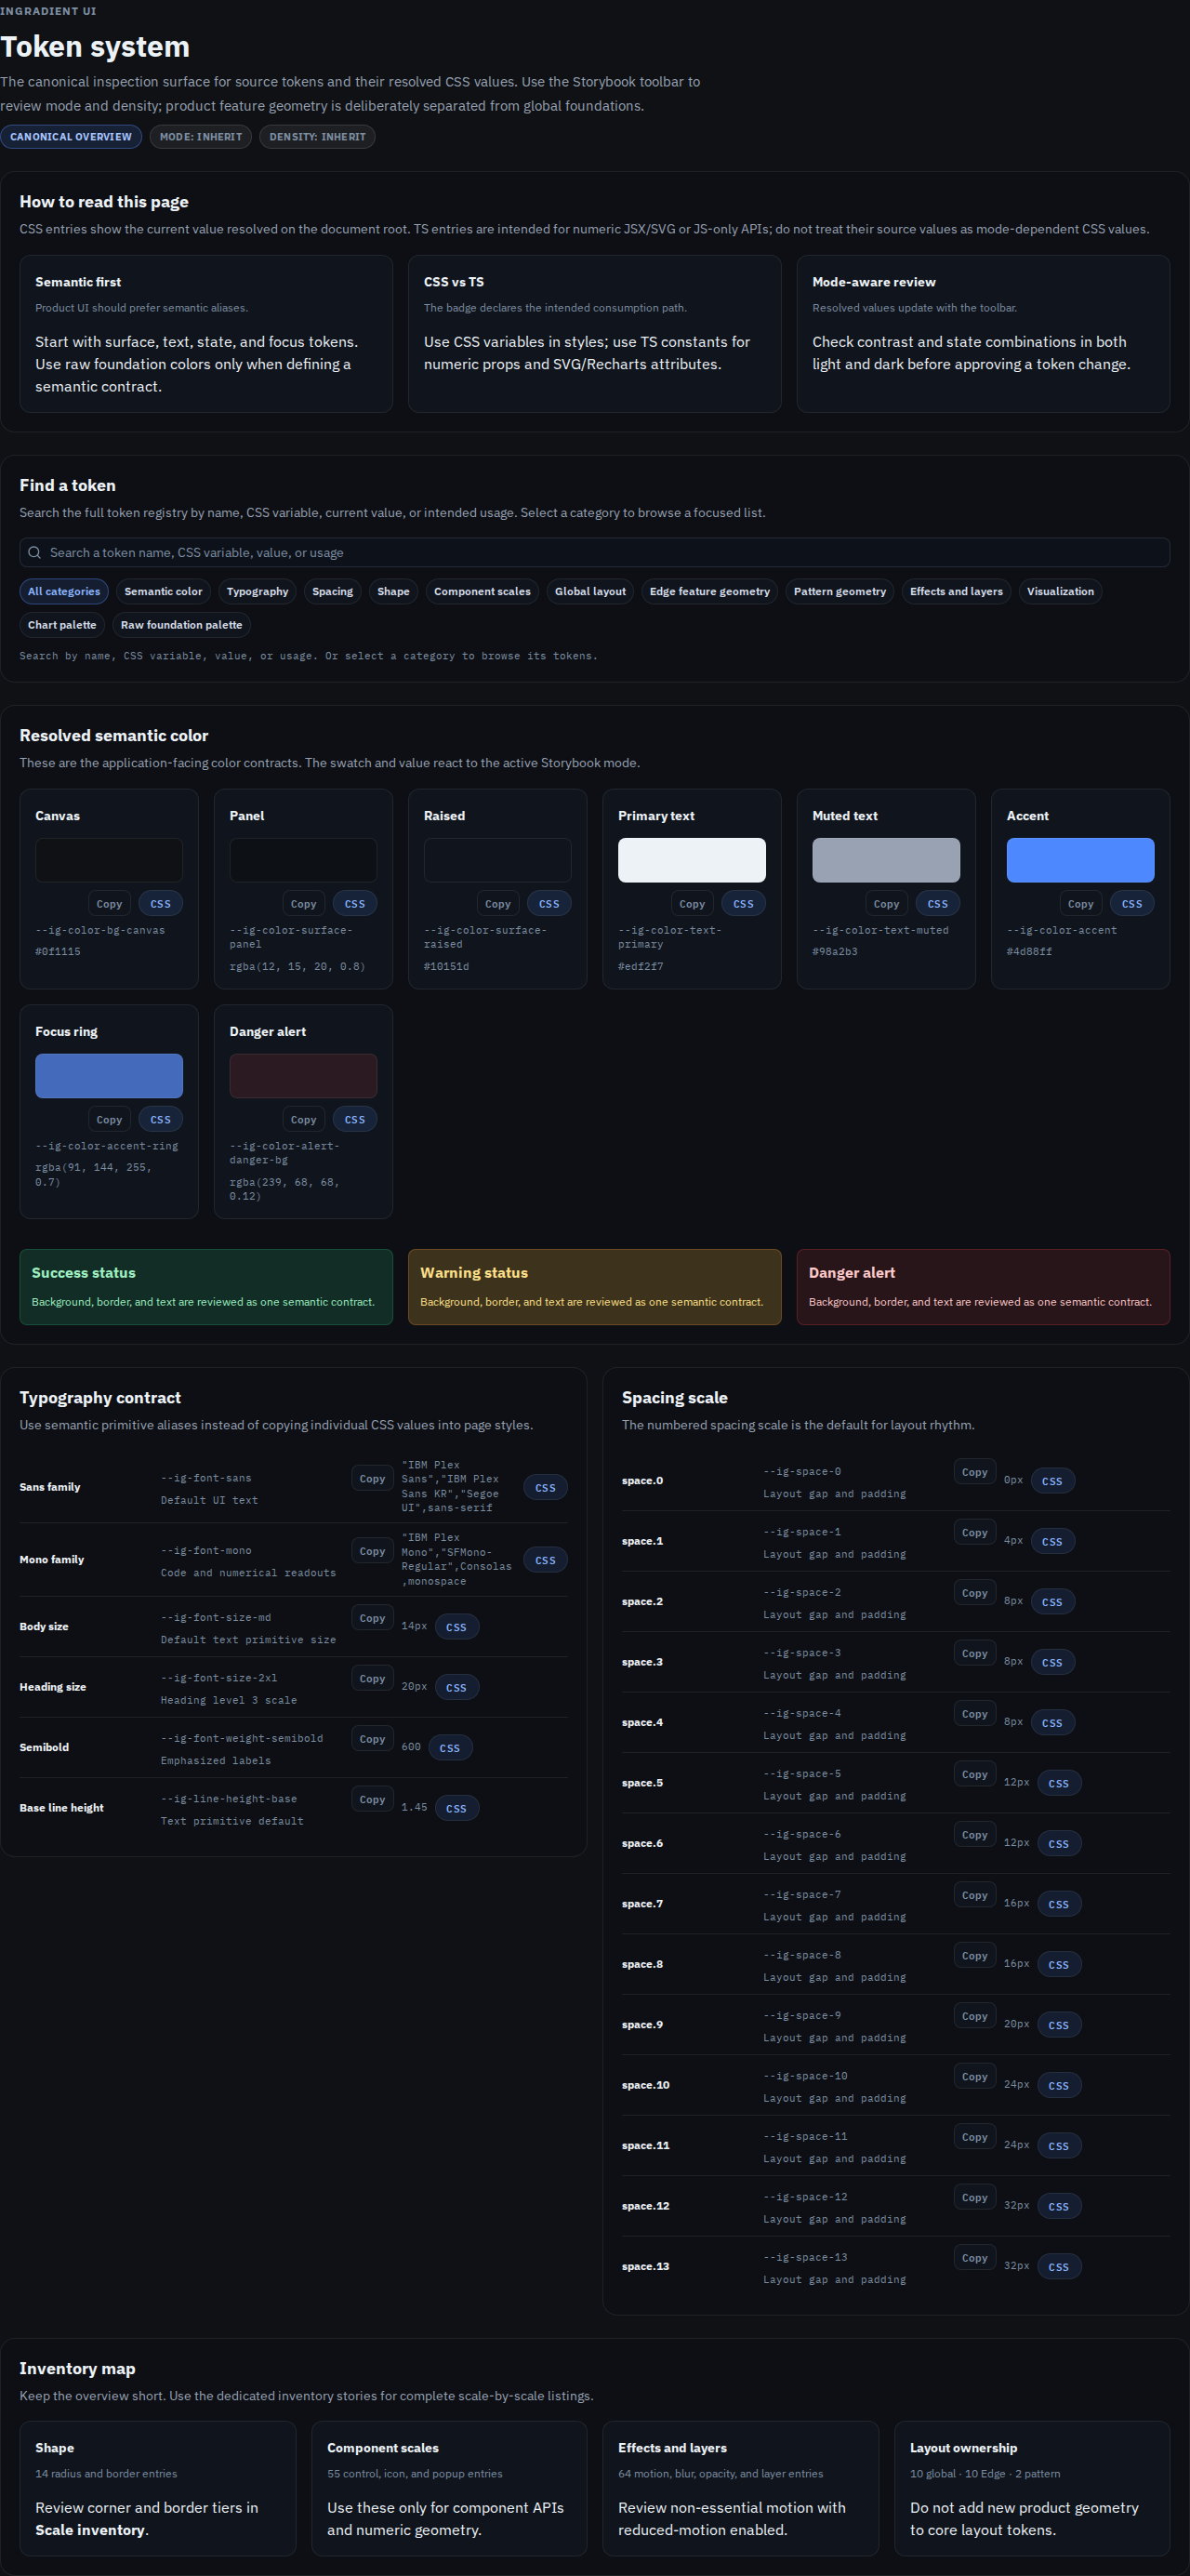 INGRADIENT UI
Token system
The canonical inspection surface for source tokens and their resolved CSS values. Use the Storybook toolbar to
review mode and density; product feature geometry is deliberately separated from global foundations.
CANONICAL OVERVIEW
MODE: INHERIT
DENSITY: INHERIT
How to read this page
CSS entries show the current value resolved on the document root. TS entries are intended for numeric JSX/SVG or JS-only APIs; do not treat their source values as mode-dependent CSS values.
Semantic first
Product UI should prefer semantic aliases.
Start with surface, text, state, and focus tokens.
Use raw foundation colors only when defining a
semantic contract.
CSS vs TS
The badge declares the intended consumption path.
Use CSS variables in styles; use TS constants for
numeric props and SVG/Recharts attributes.
Mode-aware review
Resolved values update with the toolbar.
Check contrast and state combinations in both
light and dark before approving a token change.
Find a token
Search the full token registry by name, CSS variable, current value, or intended usage. Select a category to browse a focused list.
Search a token name, CSS variable, value, or usage
All categories
Semantic color
Typography
Spacing
Shape
Component scales
Global layout
Edge feature geometry
Pattern geometry
Effects and layers
Visualization
Chart palette
Raw foundation palette
Search by name, CSS variable, value, or usage. Or select a category to browse its tokens.
Resolved semantic color
These are the application-facing color contracts. The swatch and value react to the active Storybook mode.
Canvas
Copy
CSS
--ig-color-bg-canvas
#0f1115
Panel
Copy
CSS
--ig-color-surface-
panel
rgba(12, 15, 20, 0.8)
Raised
Copy
CSS
--ig-color-surface-
raised
#10151d
Primary text
Copy
CSS
--ig-color-text-
primary
#edf2f7
Muted text
Copy
CSS
--ig-color-text-muted
#98a2b3
Accent
Copy
CSS
--ig-color-accent
#4d88ff
Focus ring
Copy
CSS
--ig-color-accent-ring
rgba(91, 144, 255,
0.7)
Danger alert
Copy
CSS
--ig-color-alert-
danger-bg
rgba(239, 68, 68,
0.12)
Success status
Background, border, and text are reviewed as one semantic contract.
Warning status
Background, border, and text are reviewed as one semantic contract.
Danger alert
Background, border, and text are reviewed as one semantic contract.
Typography contract
Use semantic primitive aliases instead of copying individual CSS values into page styles.
Sans family
--ig-font-sans
Default UI text
Copy
"IBM Plex
Sans","IBM Plex
Sans KR","Segoe
UI",sans-serif
CSS
Mono family
--ig-font-mono
Code and numerical readouts
Copy
"IBM Plex
Mono","SFMono-
Regular",Consolas
,monospace
CSS
Body size
--ig-font-size-md
Default text primitive size
Copy
14px
CSS
Heading size
--ig-font-size-2xl
Heading level 3 scale
Copy
20px
CSS
Semibold
--ig-font-weight-semibold
Emphasized labels
Copy
600
CSS
Base line height
--ig-line-height-base
Text primitive default
Copy
1.45
CSS
Spacing scale
The numbered spacing scale is the default for layout rhythm.
space.0
--ig-space-0
Layout gap and padding
Copy
0px
CSS
space.1
--ig-space-1
Layout gap and padding
Copy
4px
CSS
space.2
--ig-space-2
Layout gap and padding
Copy
8px
CSS
space.3
--ig-space-3
Layout gap and padding
Copy
8px
CSS
space.4
--ig-space-4
Layout gap and padding
Copy
8px
CSS
space.5
--ig-space-5
Layout gap and padding
Copy
12px
CSS
space.6
--ig-space-6
Layout gap and padding
Copy
12px
CSS
space.7
--ig-space-7
Layout gap and padding
Copy
16px
CSS
space.8
--ig-space-8
Layout gap and padding
Copy
16px
CSS
space.9
--ig-space-9
Layout gap and padding
Copy
20px
CSS
space.10
--ig-space-10
Layout gap and padding
Copy
24px
CSS
space.11
--ig-space-11
Layout gap and padding
Copy
24px
CSS
space.12
--ig-space-12
Layout gap and padding
Copy
32px
CSS
space.13
--ig-space-13
Layout gap and padding
Copy
32px
CSS
Inventory map
Keep the overview short. Use the dedicated inventory stories for complete scale-by-scale listings.
Shape
14 radius and border entries
Review corner and border tiers in
Scale inventory.
Component scales
55 control, icon, and popup entries
Use these only for component APIs
and numeric geometry.
Effects and layers
64 motion, blur, opacity, and layer entries
Review non-essential motion with
reduced-motion enabled.
Layout ownership
10 global · 10 Edge · 2 pattern
Do not add new product geometry
to core layout tokens.